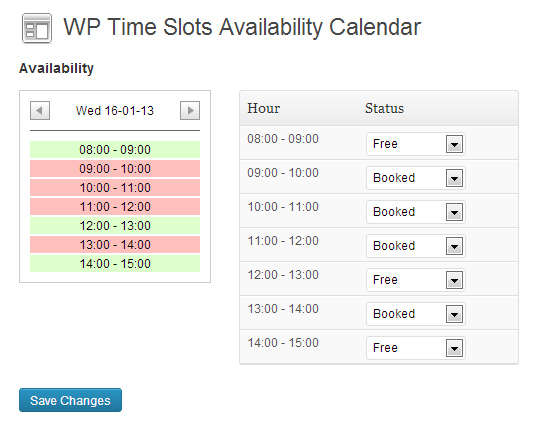 WP Time Slots Availability Calendar
Availability
Wed 16-01-13
08:00 - 09:00
09:00 - 10:00
10:00 - 11:00
11:00 - 12:00
12:00 - 13:00
13:00 - 14:00
14:00 - 15:00
Hour Status
08:00 - 09:00 Free
09:00 - 10:00 Booked
10:00 - 11:00 Booked
11:00 - 12:00 Booked
12:00 - 13:00 Free
13:00 - 14:00 Booked
14:00 - 15:00 Free
Save Changes